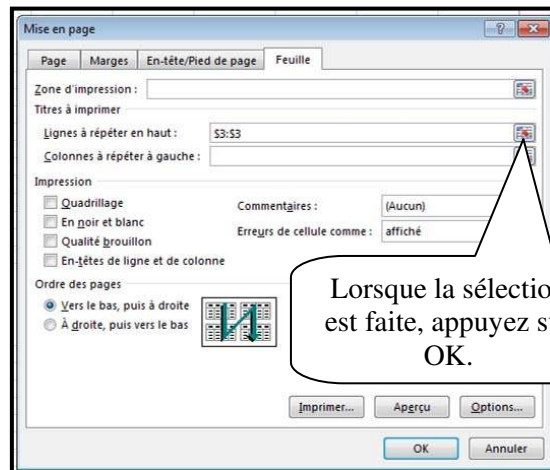 Mise en page
Page Marges En-tête/Pied de page Feuille
Zone d'impression :
Titres à imprimer
Lignes à répéter en haut : $3:$3
Colonnes à répéter à gauche :
Impression
Quadrillage
En noir et blanc
Qualité brouillon
En-têtes de ligne et de colonne
Commentaires : (Aucun)
Erreurs de cellule comme : affiché
Ordre des pages
Vers le bas, puis à droite
À droite, puis vers le bas
Lorsque la sélectio
est faite, appuyez s
OK.
Imprimer... Aperçu Options...
OK Annuler